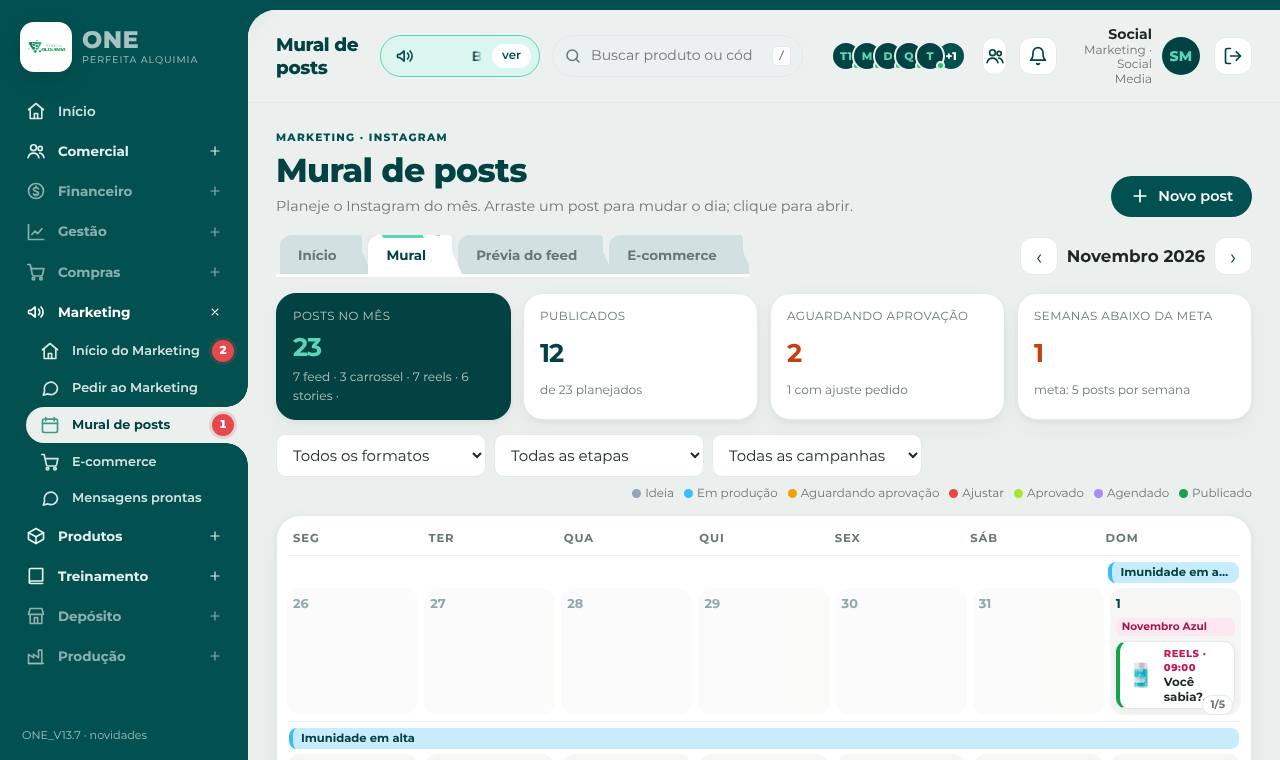 ONE
PERFEITA ALQUIMIA
Início
Comercial
Financeiro
Gestão
Compras
Marketing
Início do Marketing 2
Pedir ao Marketing
Mural de posts 1
E-commerce
Mensagens prontas
Produtos
Treinamento
Depósito
Produção
ONE_V13.7 · novidades
Mural de
posts
ver
Buscar produto ou cód /
D Q T +1
Social
Marketing ·
Social
Media
SM
MARKETING · INSTAGRAM
Mural de posts
Planeje o Instagram do mês. Arraste um post para mudar o dia; clique para abrir.
+ Novo post
Início Mural Prévia do feed E-commerce
‹ Novembro 2026 ›
POSTS NO MÊS
23
7 feed · 3 carrossel · 7 reels · 6
stories ·
PUBLICADOS
12
de 23 planejados
AGUARDANDO APROVAÇÃO
2
1 com ajuste pedido
SEMANAS ABAIXO DA META
1
meta: 5 posts por semana
Todos os formatos Todas as etapas Todas as campanhas
Ideia Em produção Aguardando aprovação Ajustar Aprovado Agendado Publicado
SEG TER QUA QUI SEX SÁB DOM
Imunidade em a...
26 27 28 29 30 31 1
Novembro Azul
REELS ·
09:00
Você
sabia?
1/5
Imunidade em alta